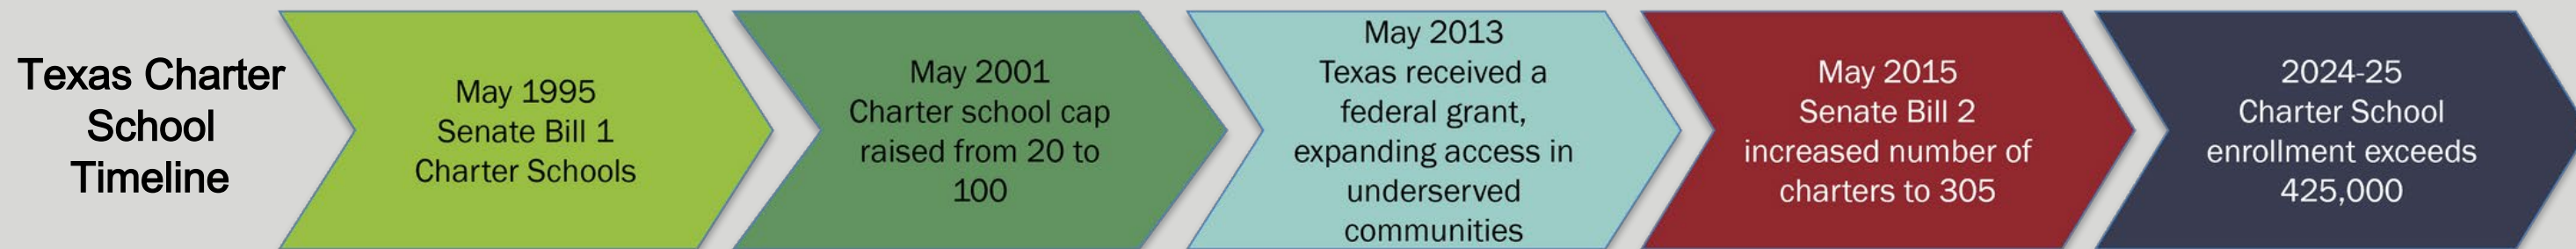 Texas Charter
School
Timeline
May 1995
Senate Bill 1
Charter Schools
May 2001
Charter school cap
raised from 20 to
100
May 2013
Texas received a
federal grant,
expanding access in
underserved
communities
May 2015
Senate Bill 2
increased number of
charters to 305
2024-25
Charter School
enrollment exceeds
425,000